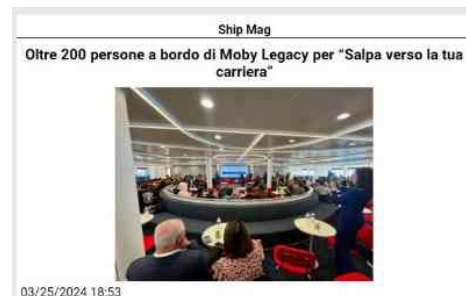 Ship Mag
Oltre 200 persone a bordo di Moby Legacy per “Salpa verso la tua
carriera”
03/25/2024 18:53